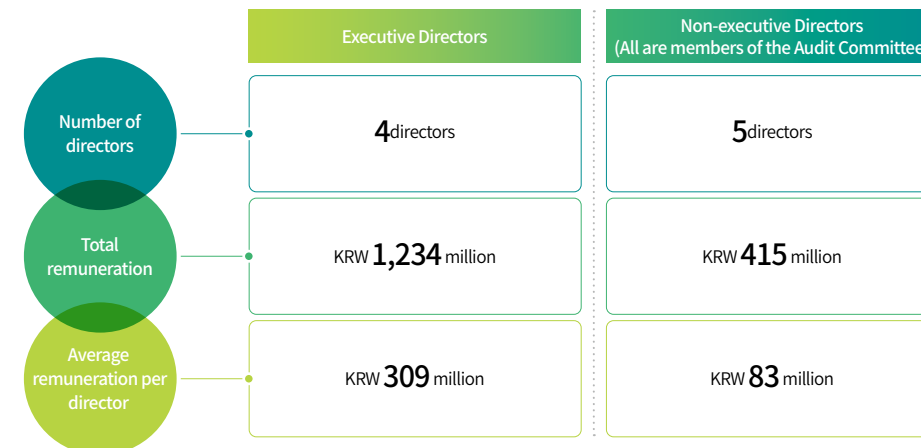 Executive Directors
Non-executive Directors
(All are members of the Audit Committee
Number of
directors
4directors
5directors
Total
remuneration
KRW 1,234 million
KRW 415 million
Average
remuneration per
director
KRW 309 million
KRW 83 million